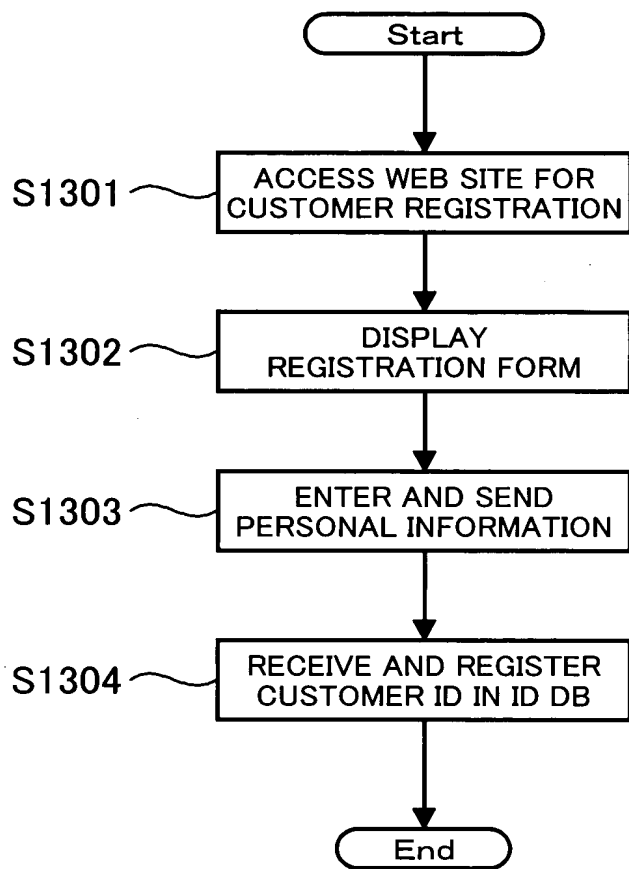 Start
S1301
ACCESS WEB SITE FOR
CUSTOMER REGISTRATION
S1302
DISPLAY
REGISTRATION FORM
S1303
ENTER AND SEND
PERSONAL INFORMATION
S1304
RECEIVE AND REGISTER
CUSTOMER ID IN ID DB
End